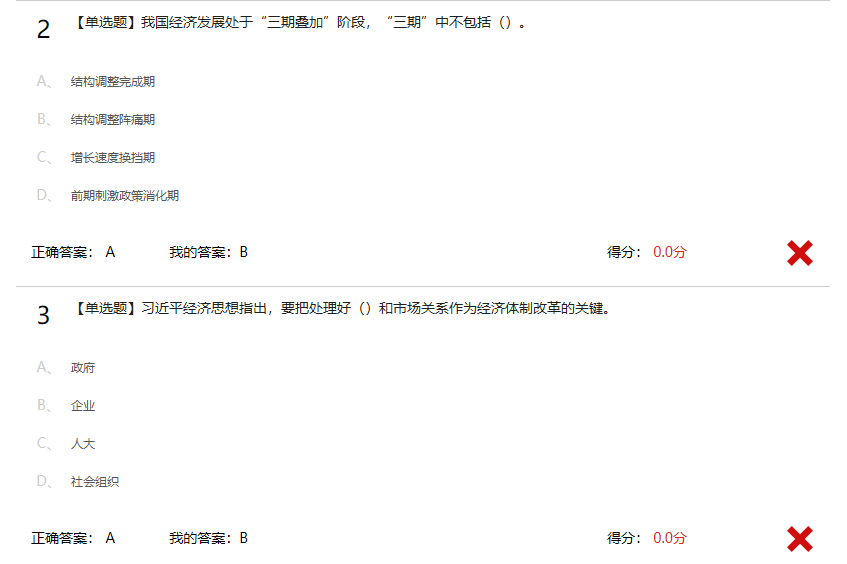 2 【单选题】我国经济发展处于“三期叠加”阶段，“三期”中不包括（）。
A、 结构调整完成期
B、 结构调整阵痛期
C、 增长速度换挡期
D、 前期刺激政策消化期
正确答案： A 我的答案：B 得分： 0.0分
3 【单选题】习近平经济思想指出，要把处理好（）和市场关系作为经济体制改革的关键。
A、 政府
B、 企业
C、 人大
D、 社会组织
正确答案： A 我的答案：B 得分： 0.0分